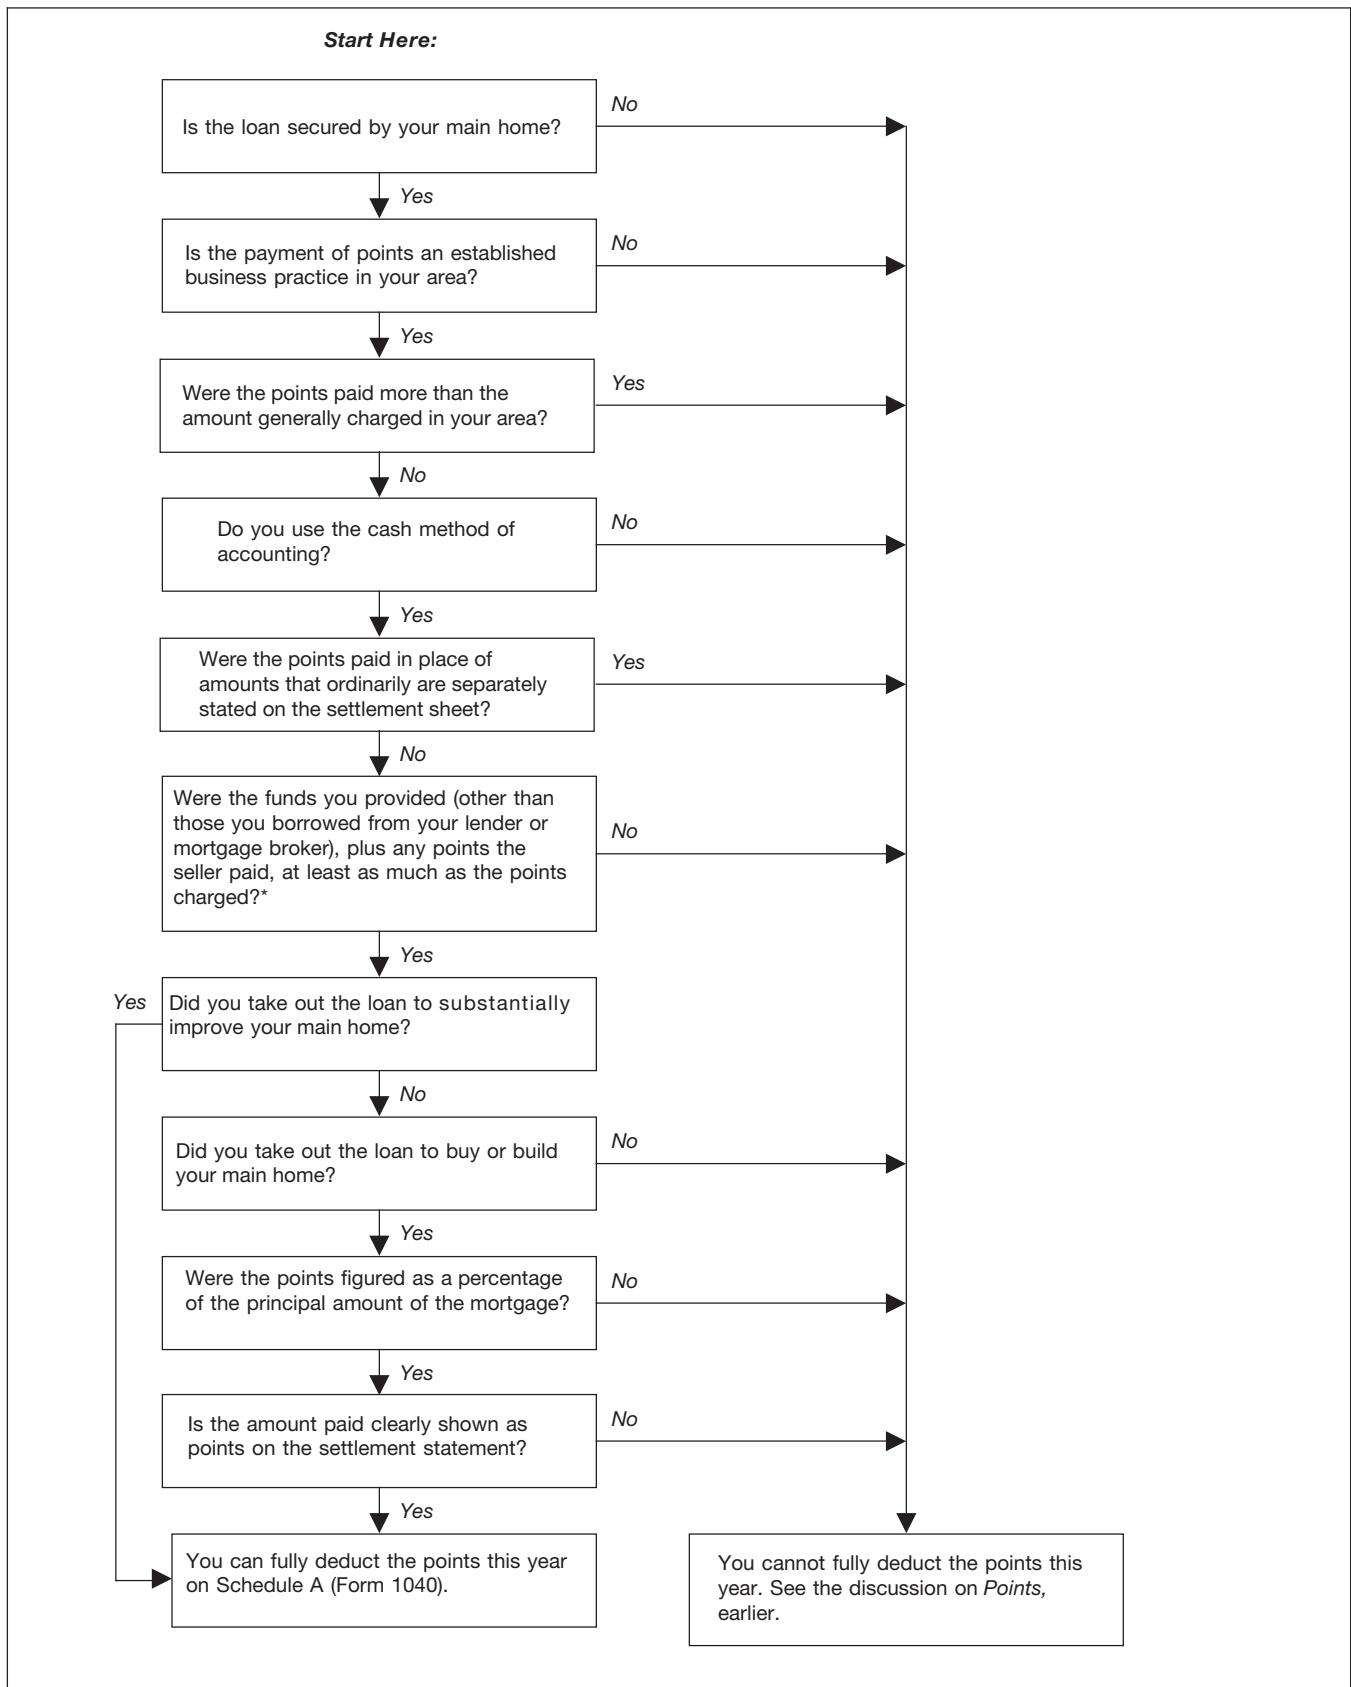 Start Here:
Is the loan secured by your main home?
No
Yes
Is the payment of points an established
business practice in your area?
No
Yes
Were the points paid more than the
amount generally charged in your area?
Yes
No
Do you use the cash method of
accounting?
No
Yes
Were the points paid in place of
amounts that ordinarily are separately
stated on the settlement sheet?
Yes
No
Were the funds you provided (other than
those you borrowed from your lender or
mortgage broker), plus any points the
seller paid, at least as much as the points
charged?*
No
Yes
Yes
Did you take out the loan to substantially
improve your main home?
No
Did you take out the loan to buy or build
your main home?
No
Yes
Were the points figured as a percentage
of the principal amount of the mortgage?
No
Yes
Is the amount paid clearly shown as
points on the settlement statement?
No
Yes
You can fully deduct the points this year
on Schedule A (Form 1040).
You cannot fully deduct the points this
year. See the discussion on Points,
earlier.